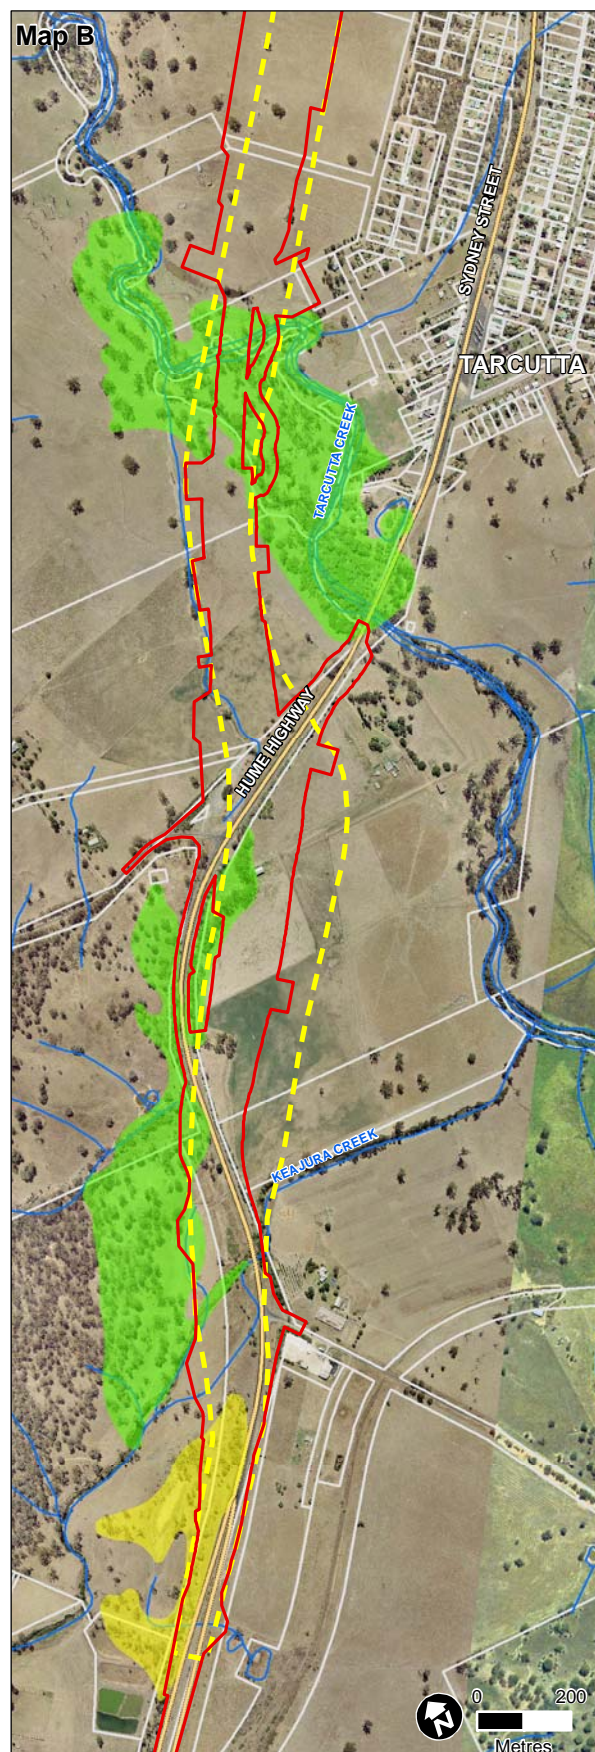 Map B
SYDNEY STREET
TARCUTTA
TARCUTTA CREEK
HUME HIGHWAY
KEAJURA CREEK
N
0 200
Metres